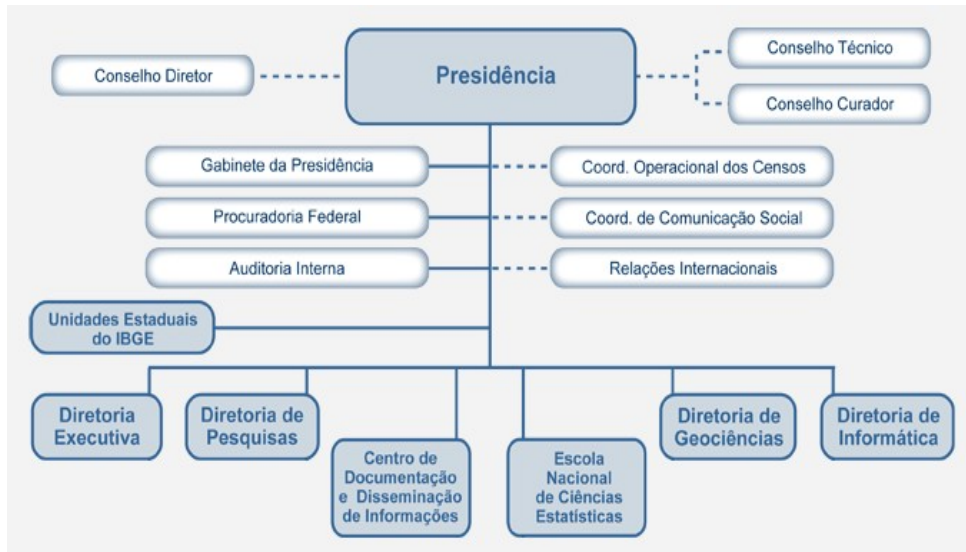 Conselho Diretor
Presidência
Conselho Técnico
Conselho Curador
Gabinete da Presidência
Coord. Operacional dos Censos
Procuradoria Federal
Coord. de Comunicação Social
Auditoria Interna
Relações Internacionais
Unidades Estaduais
do IBGE
Diretoria
Executiva
Diretoria de
Pesquisas
Centro de
Documentação
e Disseminação
de Informações
Escola
Nacional
de Ciências
Estatísticas
Diretoria de
Geociências
Diretoria de
Informática